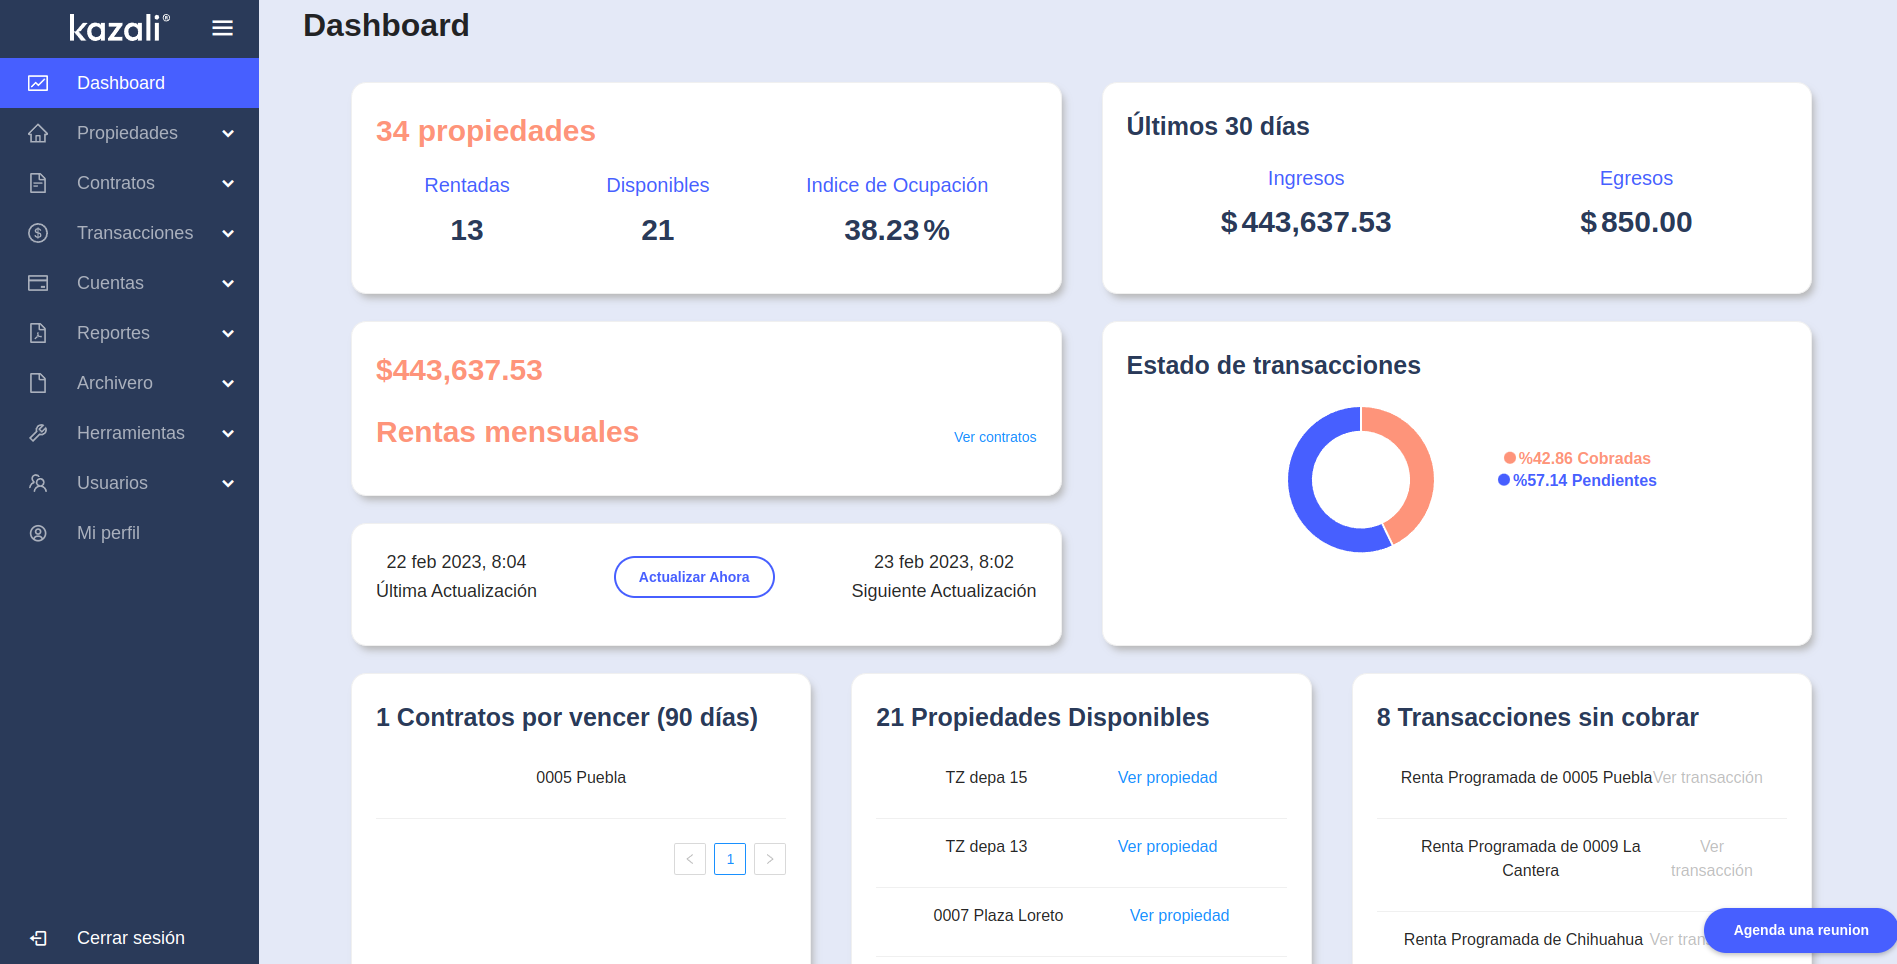 kazali®
Dashboard
Propiedades
Contratos
Transacciones
Cuentas
Reportes
Archivero
Herramientas
Usuarios
Mi perfil
Cerrar sesión
Dashboard
34 propiedades
Rentadas Disponibles Indice de Ocupación
13 21 38.23 %
Últimos 30 días
Ingresos Egresos
$ 443,637.53 $ 850.00
$443,637.53
Rentas mensuales
Ver contratos
Estado de transacciones
%42.86 Cobradas
%57.14 Pendientes
22 feb 2023, 8:04
Última Actualización
Actualizar Ahora
23 feb 2023, 8:02
Siguiente Actualización
1 Contratos por vencer (90 días)
0005 Puebla
1
21 Propiedades Disponibles
TZ depa 15 Ver propiedad
TZ depa 13 Ver propiedad
0007 Plaza Loreto Ver propiedad
8 Transacciones sin cobrar
Renta Programada de 0005 Puebla Ver transacción
Renta Programada de 0009 La Ver
Cantera transacción
Renta Programada de Chihuahua Ver
Agenda una reunion